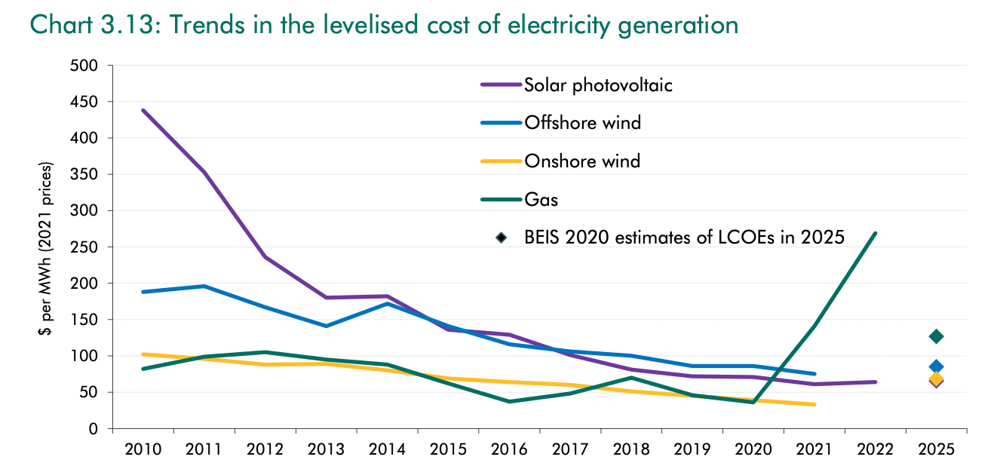 Chart 3.13: Trends in the levelised cost of electricity generation
500
450
400
350
300
250
200
150
100
50
0
$ per MWh (2021 prices)
Solar photovoltaic
Offshore wind
Onshore wind
Gas
BEIS 2020 estimates of LCOEs in 2025
2010 2011 2012 2013 2014 2015 2016 2017 2018 2019 2020 2021 2022 2025